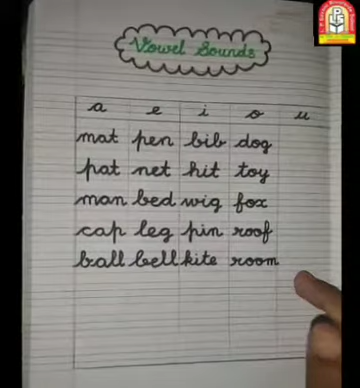 Vowel Sounds
a e i o u
mat pen bib dog
pat net hit toy
man bed wig fox
cap leg pin roof
ball bell kite room